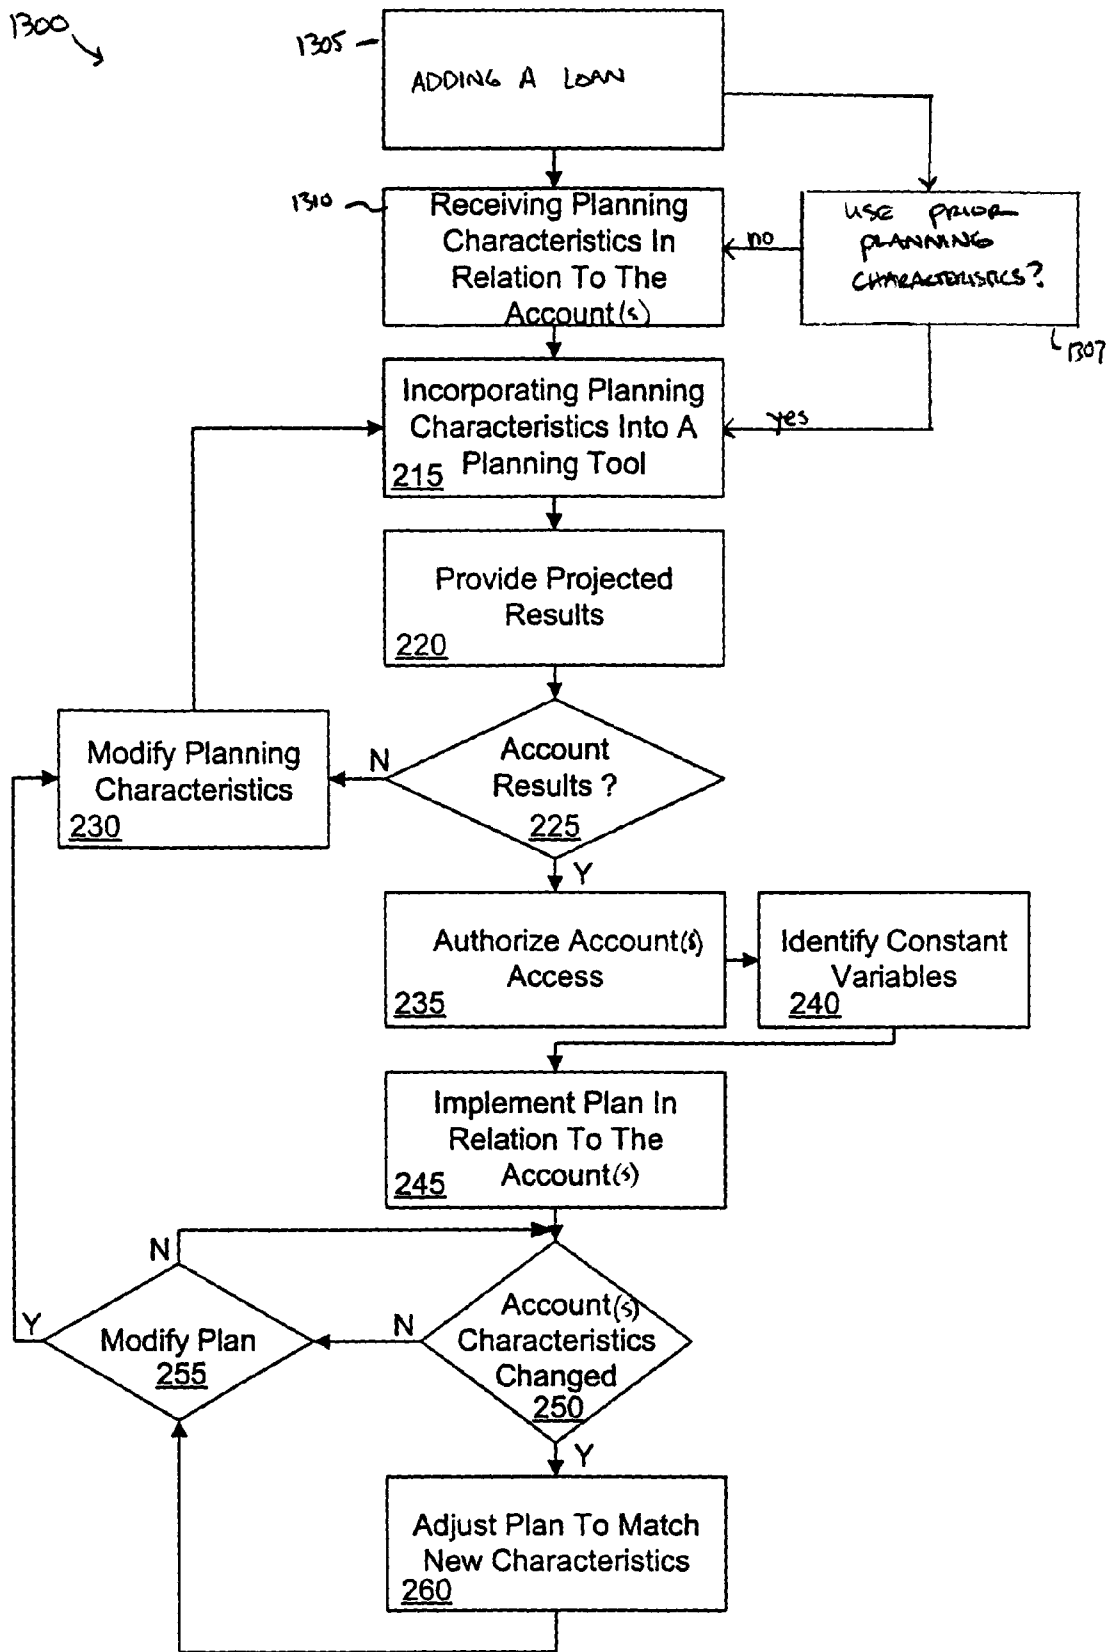 1300
1305
ADDING A LOAN
1310
Receiving Planning
Characteristics In
Relation To The
Account(s)
no
USE PRIOR
PLANNING
CHARACTERISTICS?
1307
Incorporating Planning
Characteristics Into A
Planning Tool
215
yes
Provide Projected
Results
220
Account
Results ?
225
N
Y
Modify Planning
Characteristics
230
Authorize Account(s)
Access
235
Identify Constant
Variables
240
Implement Plan In
Relation To The
Account(s)
245
Account(s)
Characteristics
Changed
250
N
Y
Modify Plan
255
N
Y
Adjust Plan To Match
New Characteristics
260